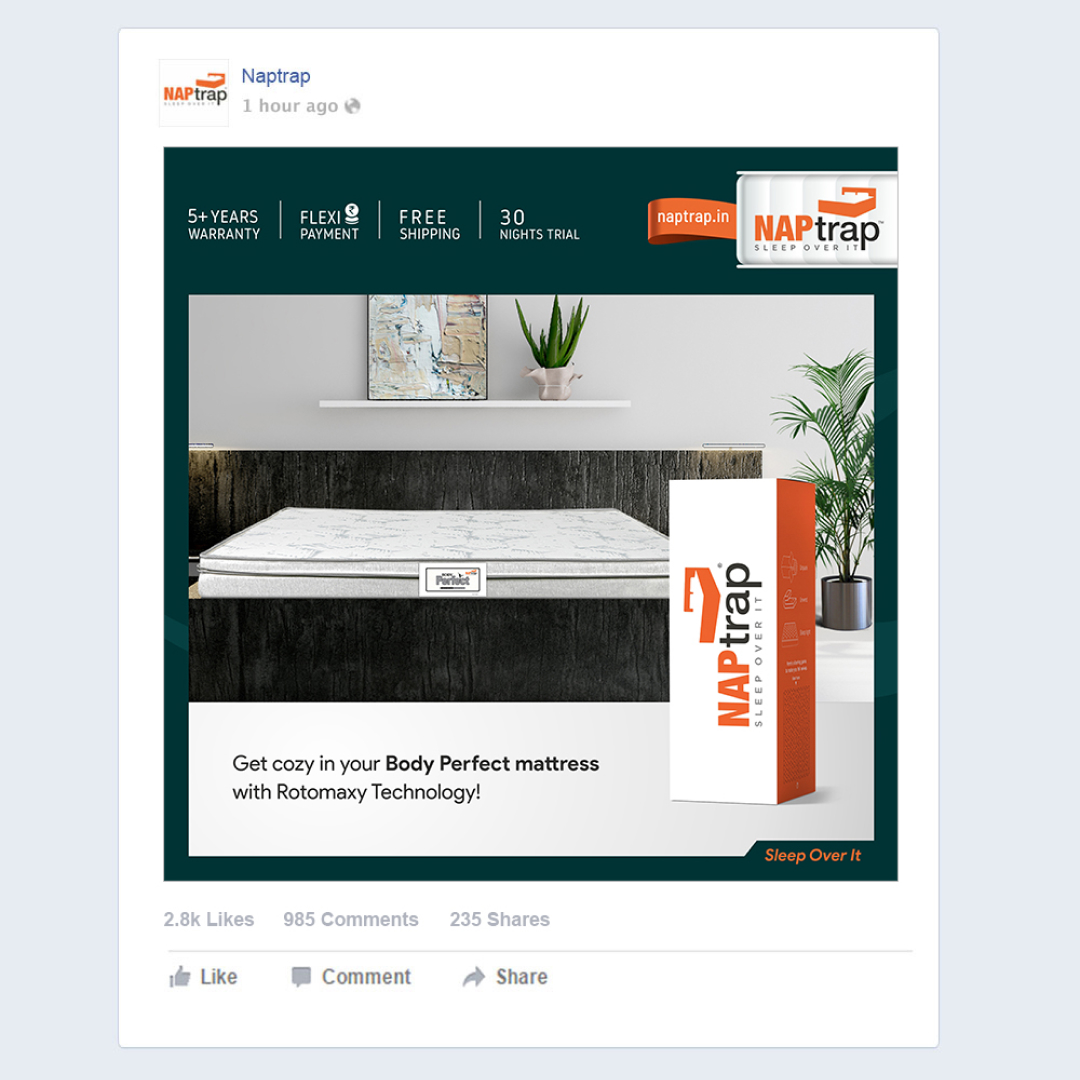 NAPtrap
SLEEP OVER IT
Naptrap
1 hour ago
5+ YEARS
WARRANTY
FLEXI ₹
PAYMENT
FREE
SHIPPING
30
NIGHTS TRIAL
naptrap.in
NAPtrap™
SLEEP OVER IT
Perfect
NAPtrap®
SLEEP OVER IT
Get cozy in your Body Perfect mattress
with Rotomaxy Technology!
Sleep Over It
2.8k Likes 985 Comments 235 Shares
Like Comment Share